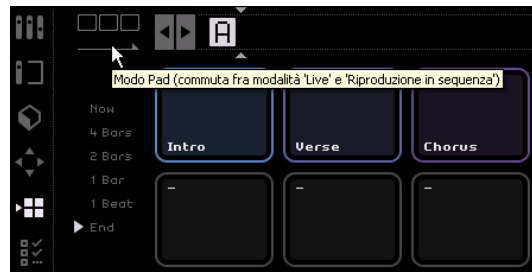 A
Modo Pad (commuta fra modalità 'Live' e 'Riproduzione in sequenza')
Now
4 Bars
2 Bars
1 Bar
1 Beat
End
Intro
Verse
Chorus
-
-
-